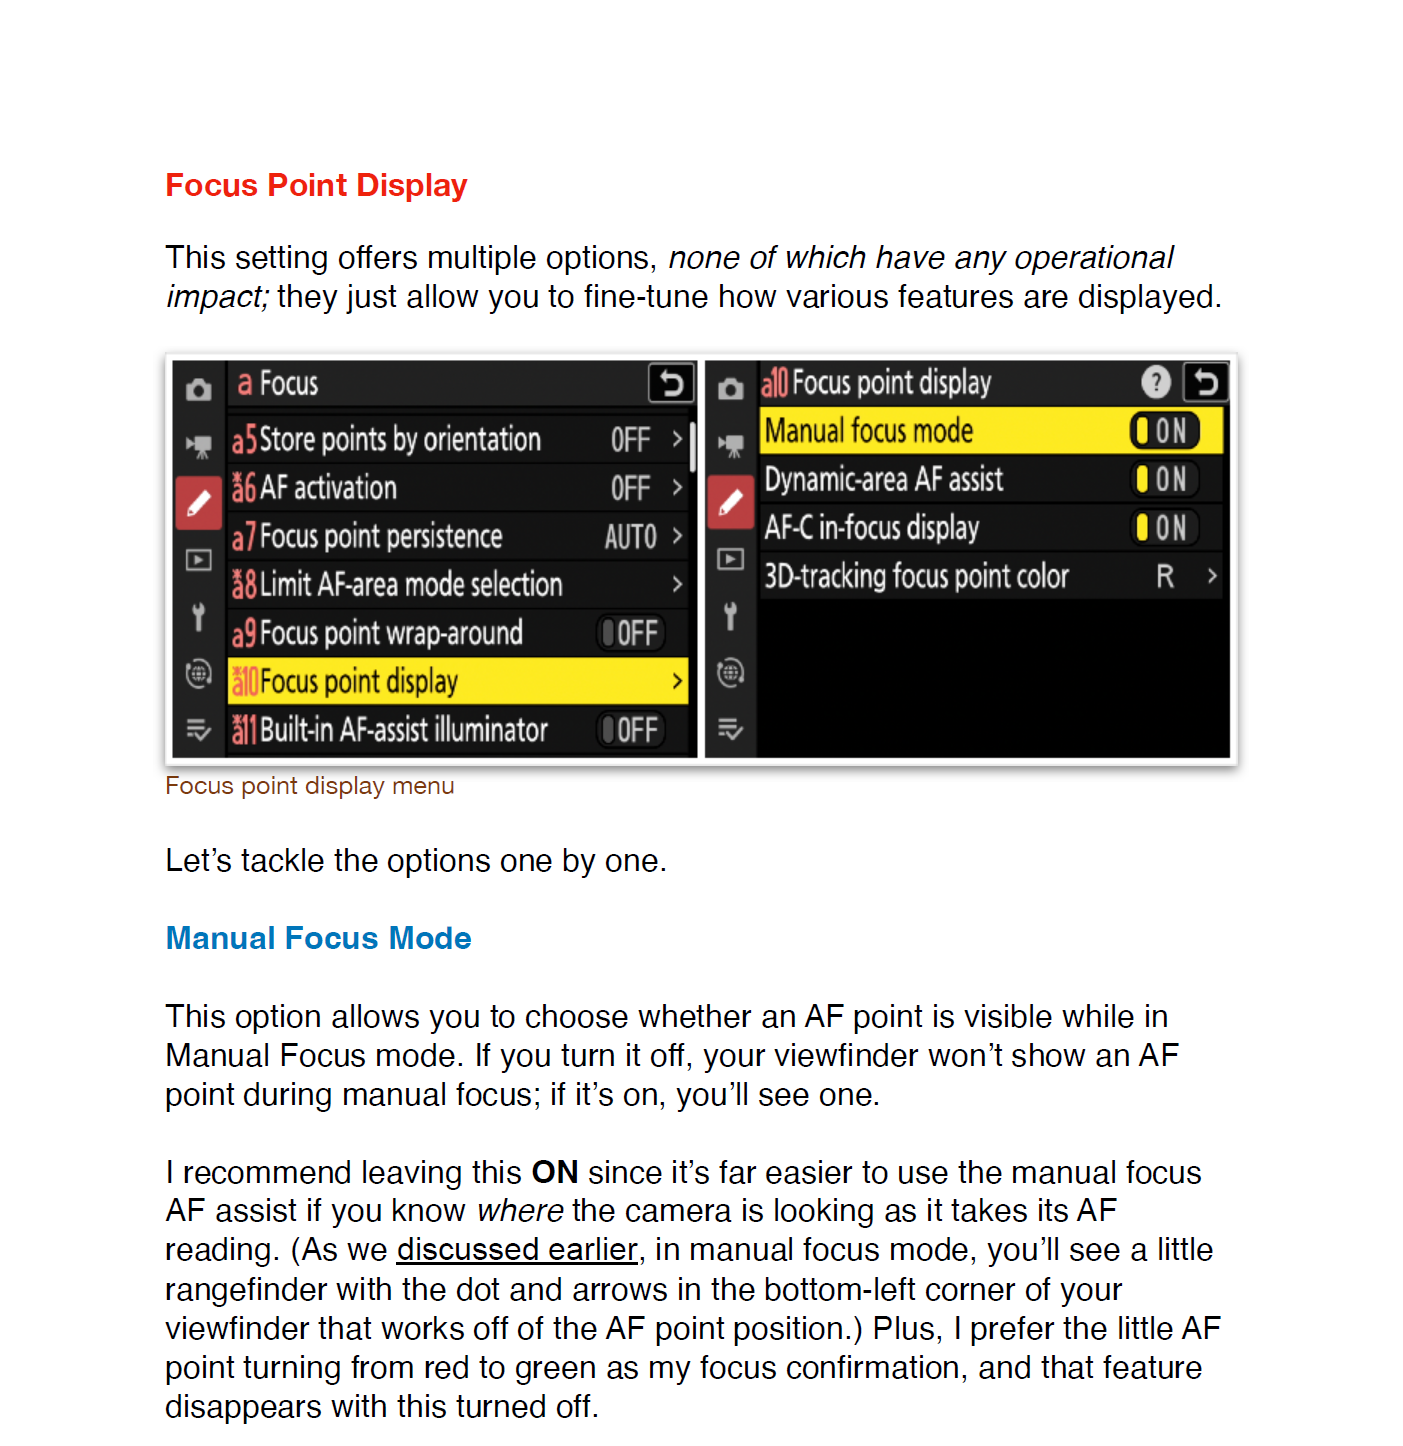 Focus Point Display
This setting offers multiple options, none of which have any operational
impact; they just allow you to fine-tune how various features are displayed.
a Focus
a5 Store points by orientation OFF >
*a6 AF activation OFF >
a7 Focus point persistence AUTO >
*a8 Limit AF-area mode selection >
a9 Focus point wrap-around OFF
*a10 Focus point display >
*a11 Built-in AF-assist illuminator OFF
a10 Focus point display ?
Manual focus mode ON
Dynamic-area AF assist ON
AF-C in-focus display ON
3D-tracking focus point color R >
Focus point display menu
Let’s tackle the options one by one.
Manual Focus Mode
This option allows you to choose whether an AF point is visible while in
Manual Focus mode. If you turn it off, your viewfinder won’t show an AF
point during manual focus; if it’s on, you’ll see one.
I recommend leaving this ON since it’s far easier to use the manual focus
AF assist if you know where the camera is looking as it takes its AF
reading. (As we discussed earlier, in manual focus mode, you’ll see a little
rangefinder with the dot and arrows in the bottom-left corner of your
viewfinder that works off of the AF point position.) Plus, I prefer the little AF
point turning from red to green as my focus confirmation, and that feature
disappears with this turned off.